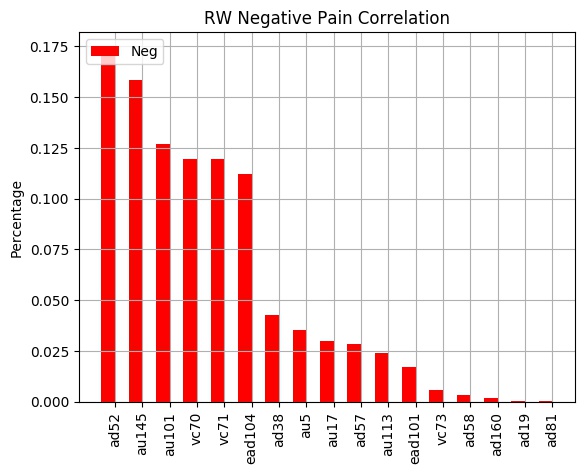 RW Negative Pain Correlation
Neg
Percentage
0.175
0.150
0.125
0.100
0.075
0.050
0.025
0.000
ad52
au145
au101
vc70
vc71
ead104
ad38
au5
au17
ad57
au113
ead101
vc73
ad58
ad160
ad19
ad81